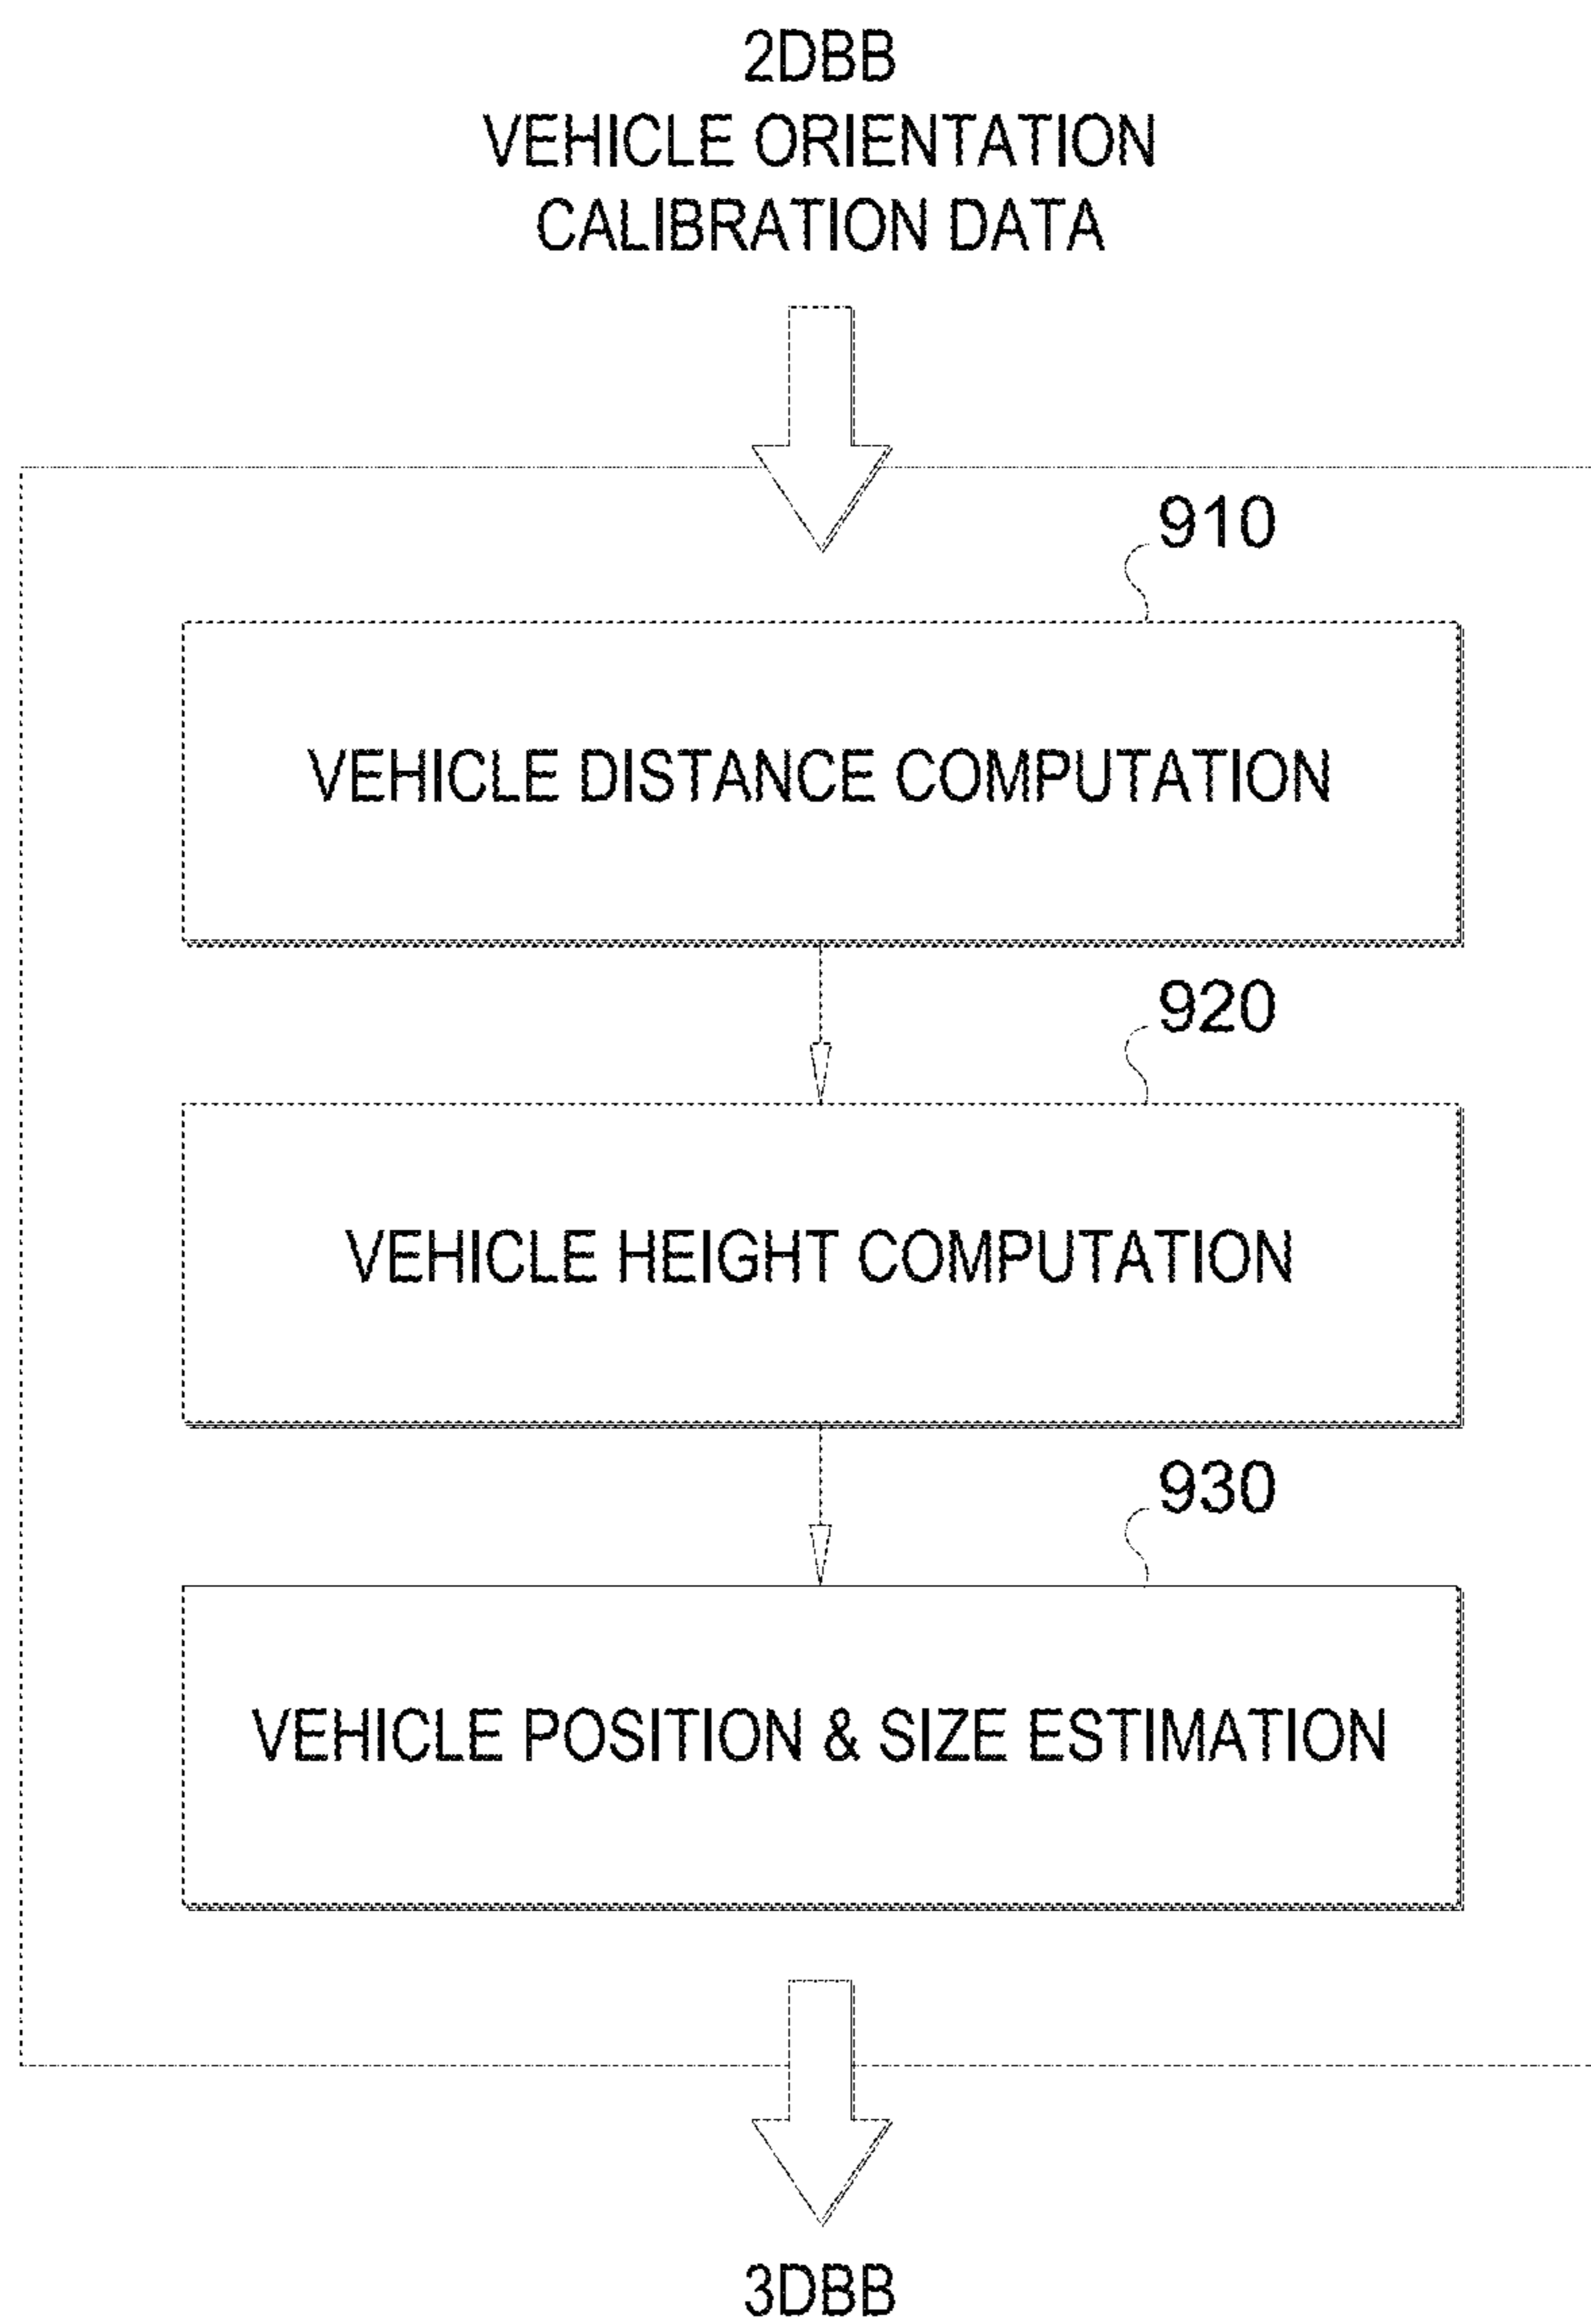 2DBB
VEHICLE ORIENTATION
CALIBRATION DATA
910
VEHICLE DISTANCE COMPUTATION
920
VEHICLE HEIGHT COMPUTATION
930
VEHICLE POSITION & SIZE ESTIMATION
3DBB